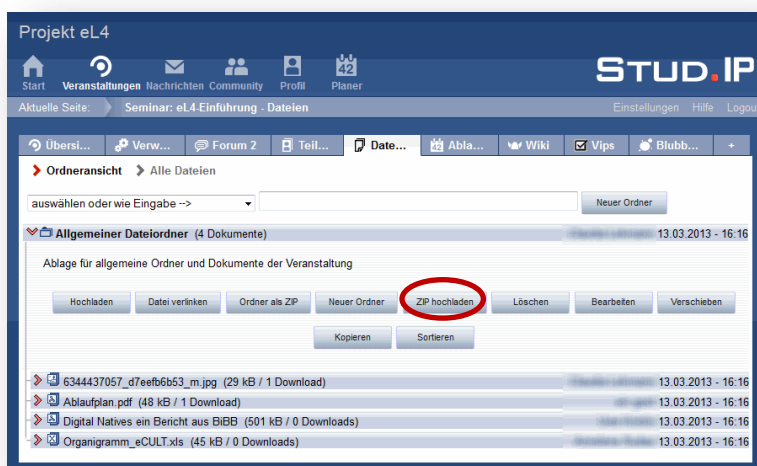 Projekt eL4
STUD.IP
Start Veranstaltungen Nachrichten Community Profil Planer
42
Aktuelle Seite: Seminar: eL4-Einführung - Dateien Einstellungen Hilfe Logou
Übersi... Verw... Forum 2 Teil... Date... Abla... Wiki Vips Blubb... +
Ordneransicht Alle Dateien
auswählen oder wie Eingabe --> Neuer Ordner
Allgemeiner Dateiordner (4 Dokumente) 13.03.2013 - 16:16
Ablage für allgemeine Ordner und Dokumente der Veranstaltung
Hochladen Datei verlinken Ordner als ZIP Neuer Ordner ZIP hochladen Löschen Bearbeiten Verschieben
Kopieren Sortieren
6344437057_d7eefb6b53_m.jpg (29 kB / 1 Download) 13.03.2013 - 16:16
Ablaufplan.pdf (48 kB / 1 Download) 13.03.2013 - 16:16
Digital Natives ein Bericht aus BiBB (501 kB / 0 Downloads) 13.03.2013 - 16:16
Organigramm_eCULT.xls (45 kB / 0 Downloads) 13.03.2013 - 16:16